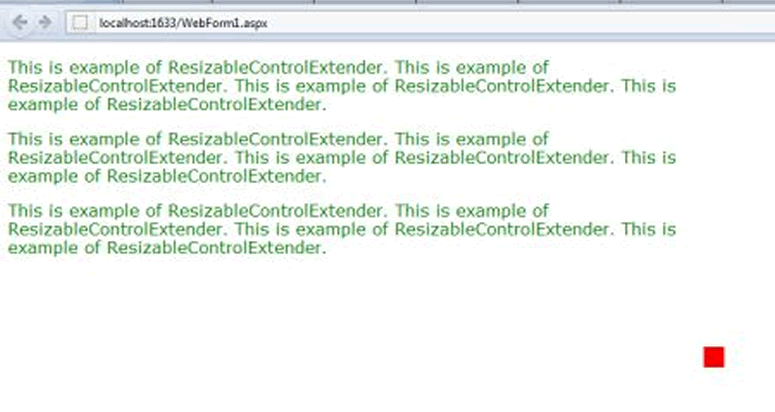 localhost:1633/WebForm1.aspx
This is example of ResizableControlExtender. This is example of
ResizableControlExtender. This is example of ResizableControlExtender. This is
example of ResizableControlExtender.
This is example of ResizableControlExtender. This is example of
ResizableControlExtender. This is example of ResizableControlExtender. This is
example of ResizableControlExtender.
This is example of ResizableControlExtender. This is example of
ResizableControlExtender. This is example of ResizableControlExtender. This is
example of ResizableControlExtender.